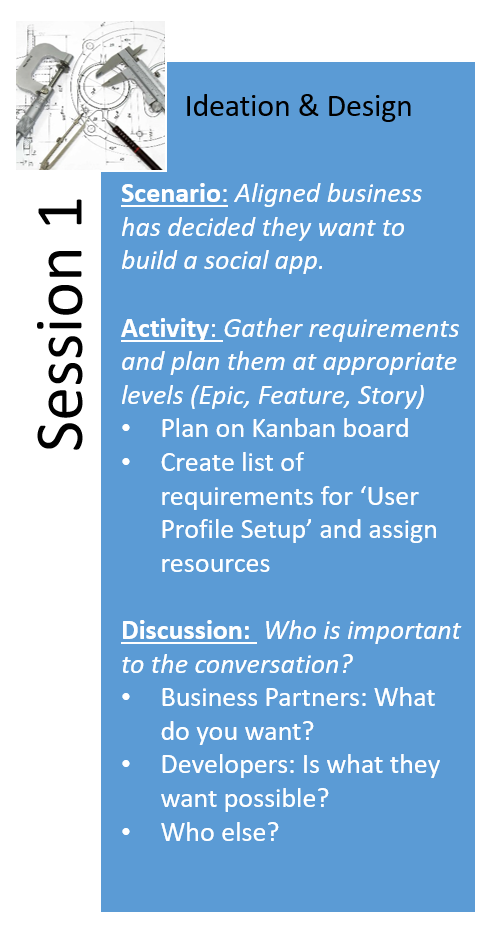 Ideation & Design
Session 1
Scenario: Aligned business
has decided they want to
build a social app.
Activity: Gather requirements
and plan them at appropriate
levels (Epic, Feature, Story)
• Plan on Kanban board
• Create list of
requirements for ‘User
Profile Setup’ and assign
resources
Discussion:  Who is important
to the conversation?
• Business Partners: What
do you want?
• Developers: Is what they
want possible?
• Who else?